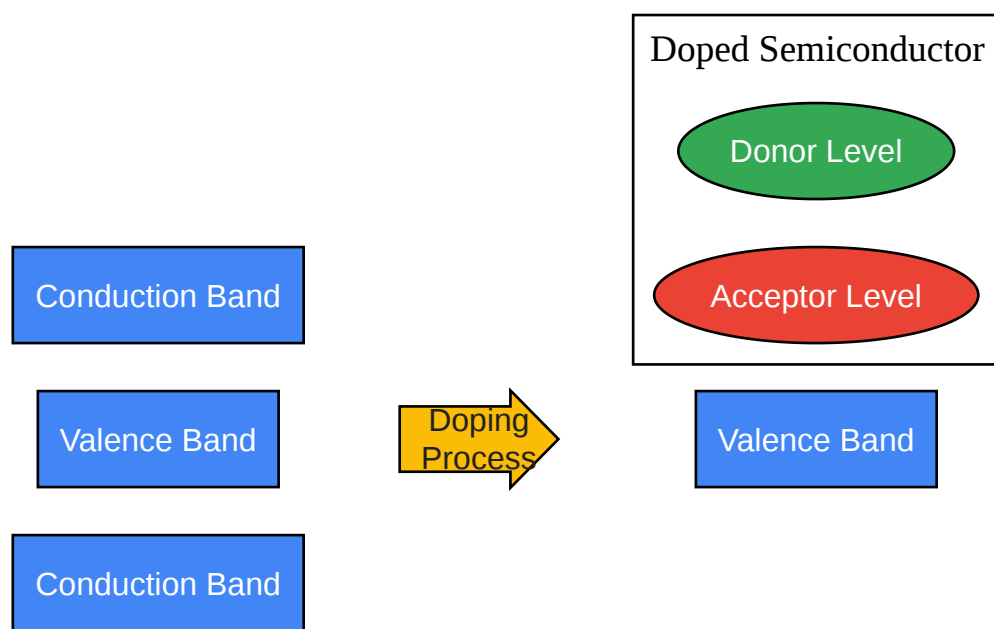 Doped Semiconductor
Donor Level
Conduction Band
Acceptor Level
Valence Band
Doping
Process
Valence Band
Conduction Band